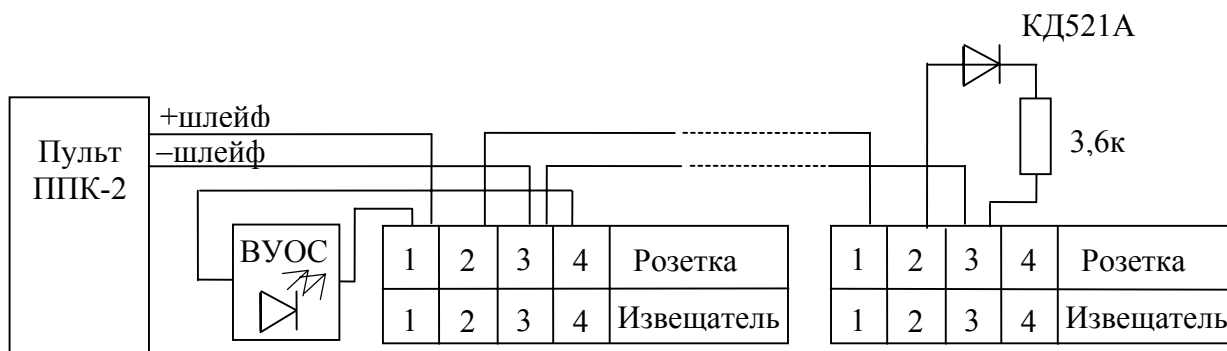 КД521А
+шлейф
–шлейф
Пульт
ППК-2
3,6к
ВУОС
1 2 3 4 Розетка
1 2 3 4 Извещатель
1 2 3 4 Розетка
1 2 3 4 Извещатель